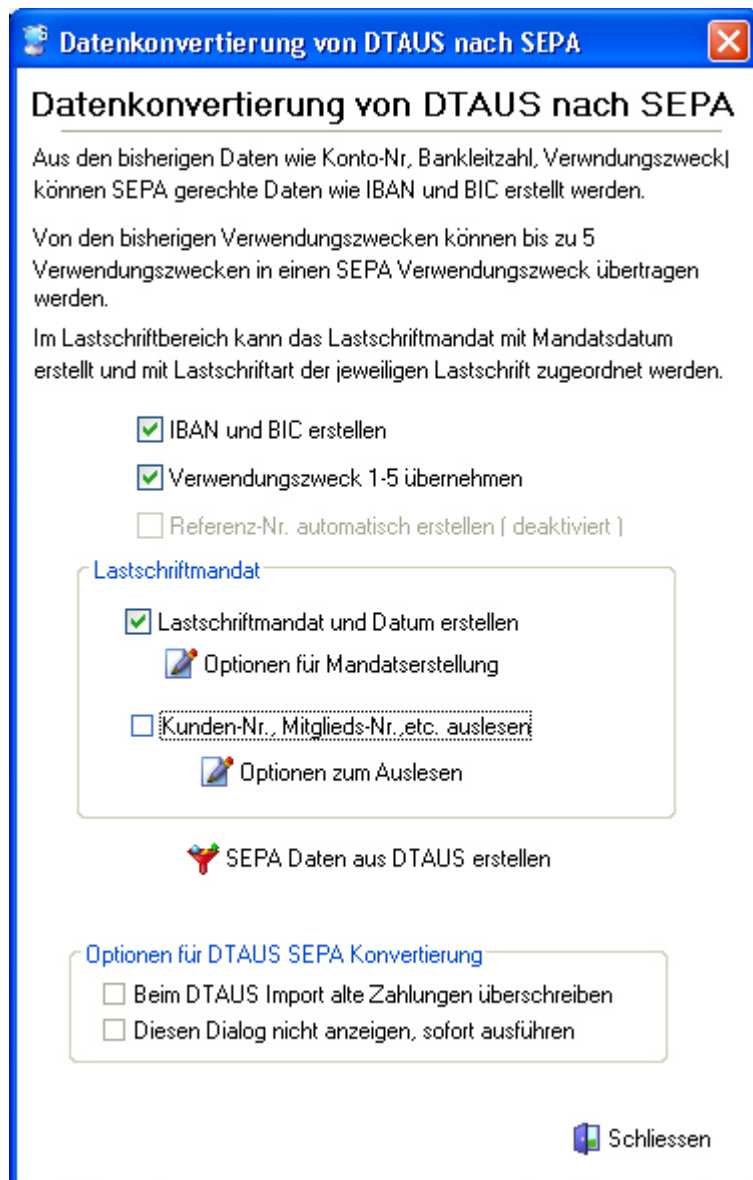 Datenkonvertierung von DTAUS nach SEPA
Datenkonvertierung von DTAUS nach SEPA
Aus den bisherigen Daten wie Konto-Nr, Bankleitzahl, Verwndungszweck
können SEPA gerechte Daten wie IBAN und BIC erstellt werden.
Von den bisherigen Verwendungszwecken können bis zu 5
Verwendungszwecken in einen SEPA Verwendungszweck übertragen
werden.
Im Lastschriftbereich kann das Lastschriftmandat mit Mandatsdatum
erstellt und mit Lastschriftart der jeweiligen Lastschrift zugeordnet werden.
IBAN und BIC erstellen
Verwendungszweck 1-5 übernehmen
Referenz-Nr. automatisch erstellen ( deaktiviert )
Lastschriftmandat
Lastschriftmandat und Datum erstellen
Optionen für Mandatserstellung
Kunden-Nr., Mitglieds-Nr.,etc. auslesen
Optionen zum Auslesen
SEPA Daten aus DTAUS erstellen
Optionen für DTAUS SEPA Konvertierung
Beim DTAUS Import alte Zahlungen überschreiben
Diesen Dialog nicht anzeigen, sofort ausführen
Schliessen